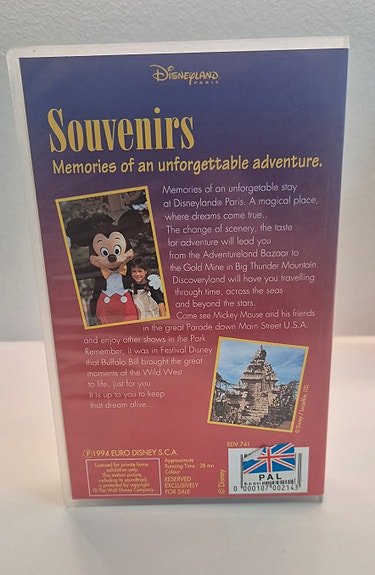 Disneyland
PARIS
Souvenirs
Memories of an unforgettable adventure.
Memories of an unforgetable stay
at Disneyland® Paris. A magical place,
where dreams come true..
The change of scenery, the taste
for adventure will lead you
from the Adventureland Bazaar to
the Gold Mine in Big Thunder Mountain.
Discoveryland will have you travelling
through time, across the seas
and beyond the stars.
Come see Mickey Mouse and his friends
in the great Parade down Main Street U.S.A.
and enjoy other shaws in the Park.
Remember, it was in Festival Disney
that Buffalo Bill brought the great
moments of the Wild West
to life, just for you
It is up to you to keep
that dream alive...
Ⓟ1994 EURO DISNEY S.C.A.
Licensed for private home
exhibition only
this motion picture,
including its soundtrack,
is protected by copyright
© The Walt Disney Company
Approximate
Running Time : 28 mn
Colour
RESERVED
EXCLUSIVELY
FOR SALE
© Disney
EDV 741
PAL
0 000107 002143